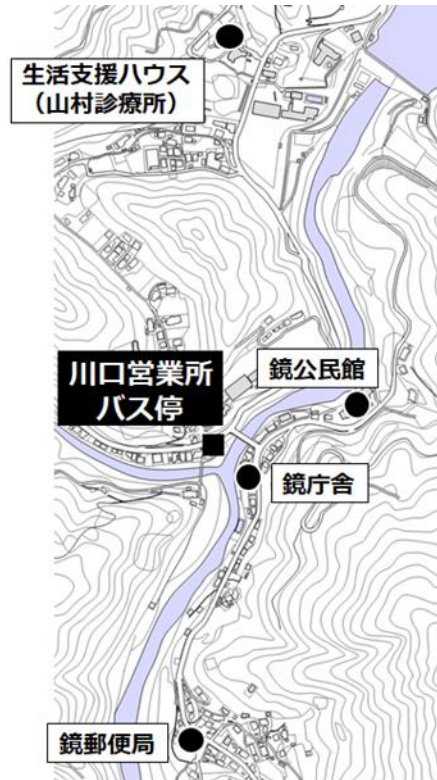 生活支援ハウス
（山村診療所）
川口営業所
バス停
鏡公民館
鏡庁舎
鏡郵便局